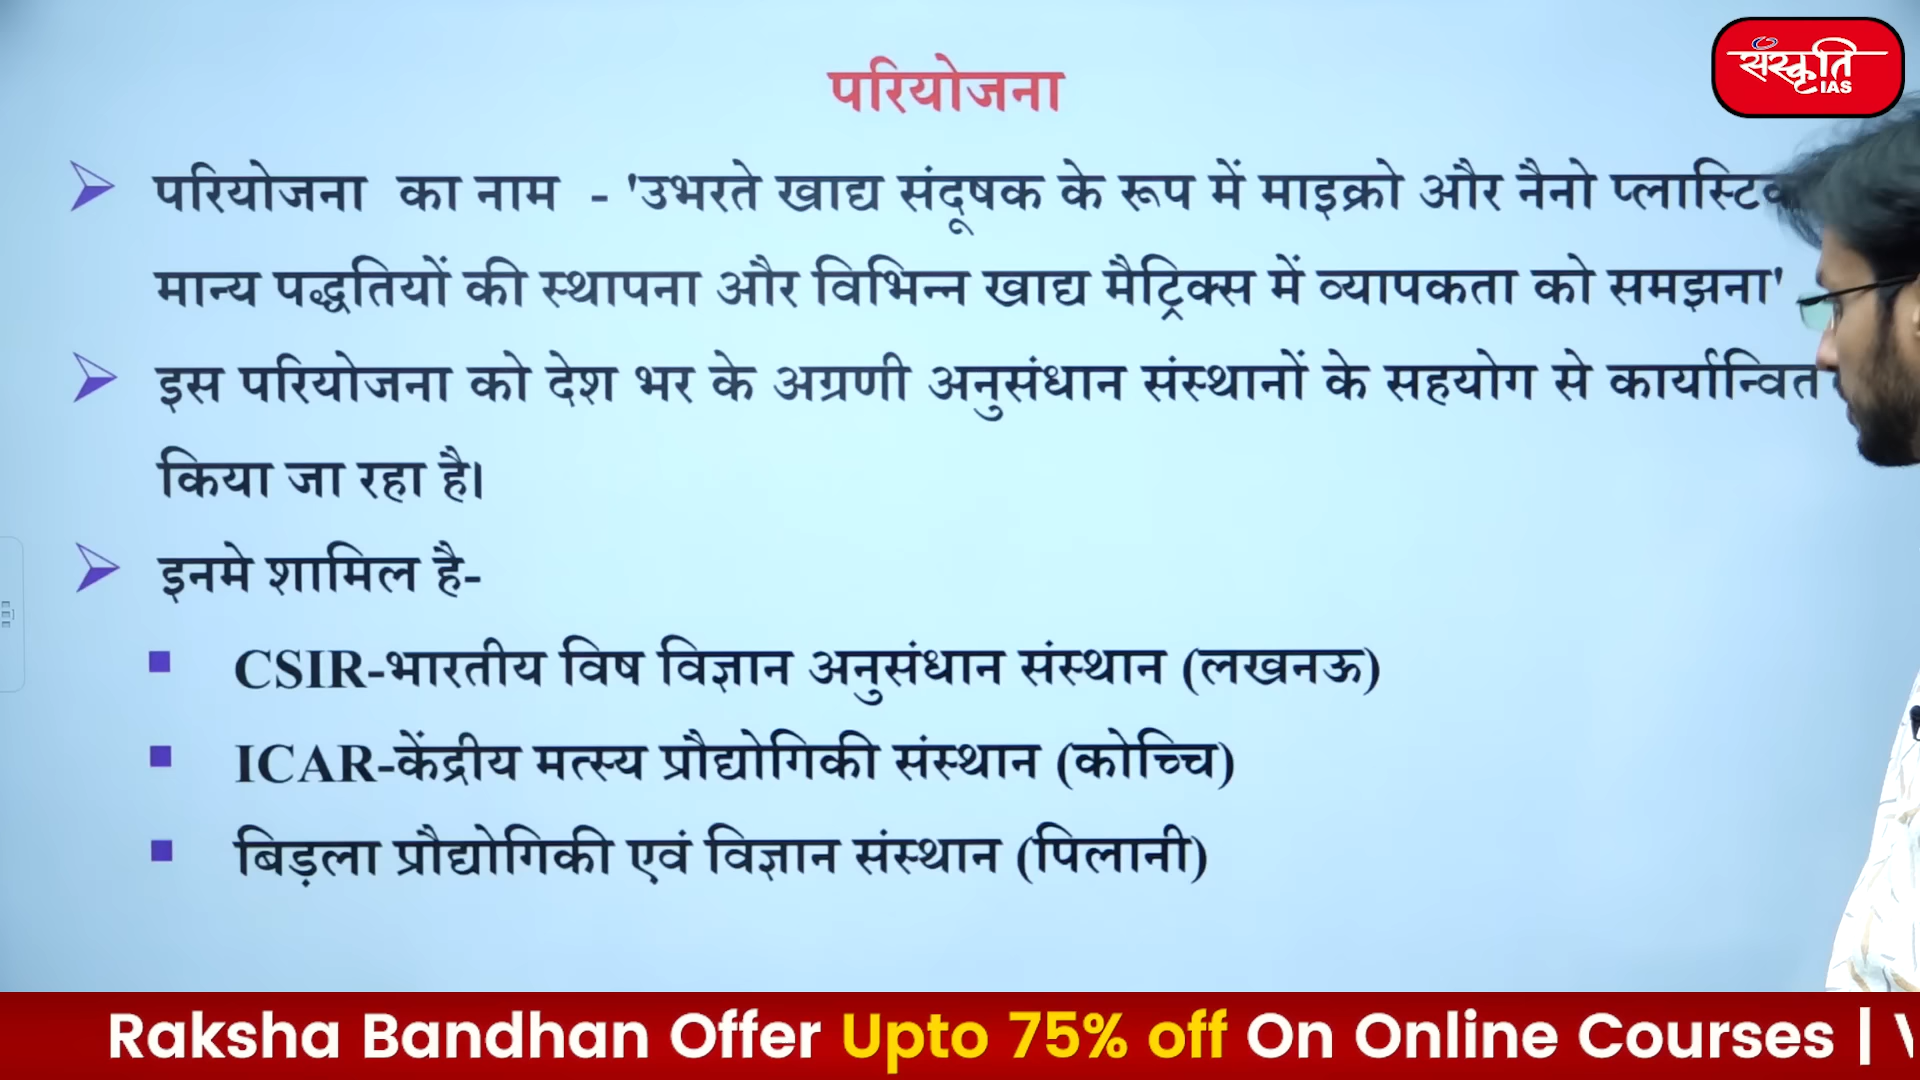 संस्कृति
IAS
परियोजना
परियोजना का नाम - 'उभरते खाद्य संदूषक के रूप में माइक्रो और नैनो प्लास्टिक
मान्य पद्धतियों की स्थापना और विभिन्न खाद्य मैट्रिक्स में व्यापकता को समझना'
इस परियोजना को देश भर के अग्रणी अनुसंधान संस्थानों के सहयोग से कार्यान्वित
किया जा रहा है।
इनमे शामिल है-
CSIR-भारतीय विष विज्ञान अनुसंधान संस्थान (लखनऊ)
ICAR-केंद्रीय मत्स्य प्रौद्योगिकी संस्थान (कोच्चि)
बिड़ला प्रौद्योगिकी एवं विज्ञान संस्थान (पिलानी)
Raksha Bandhan Offer Upto 75% off On Online Courses |